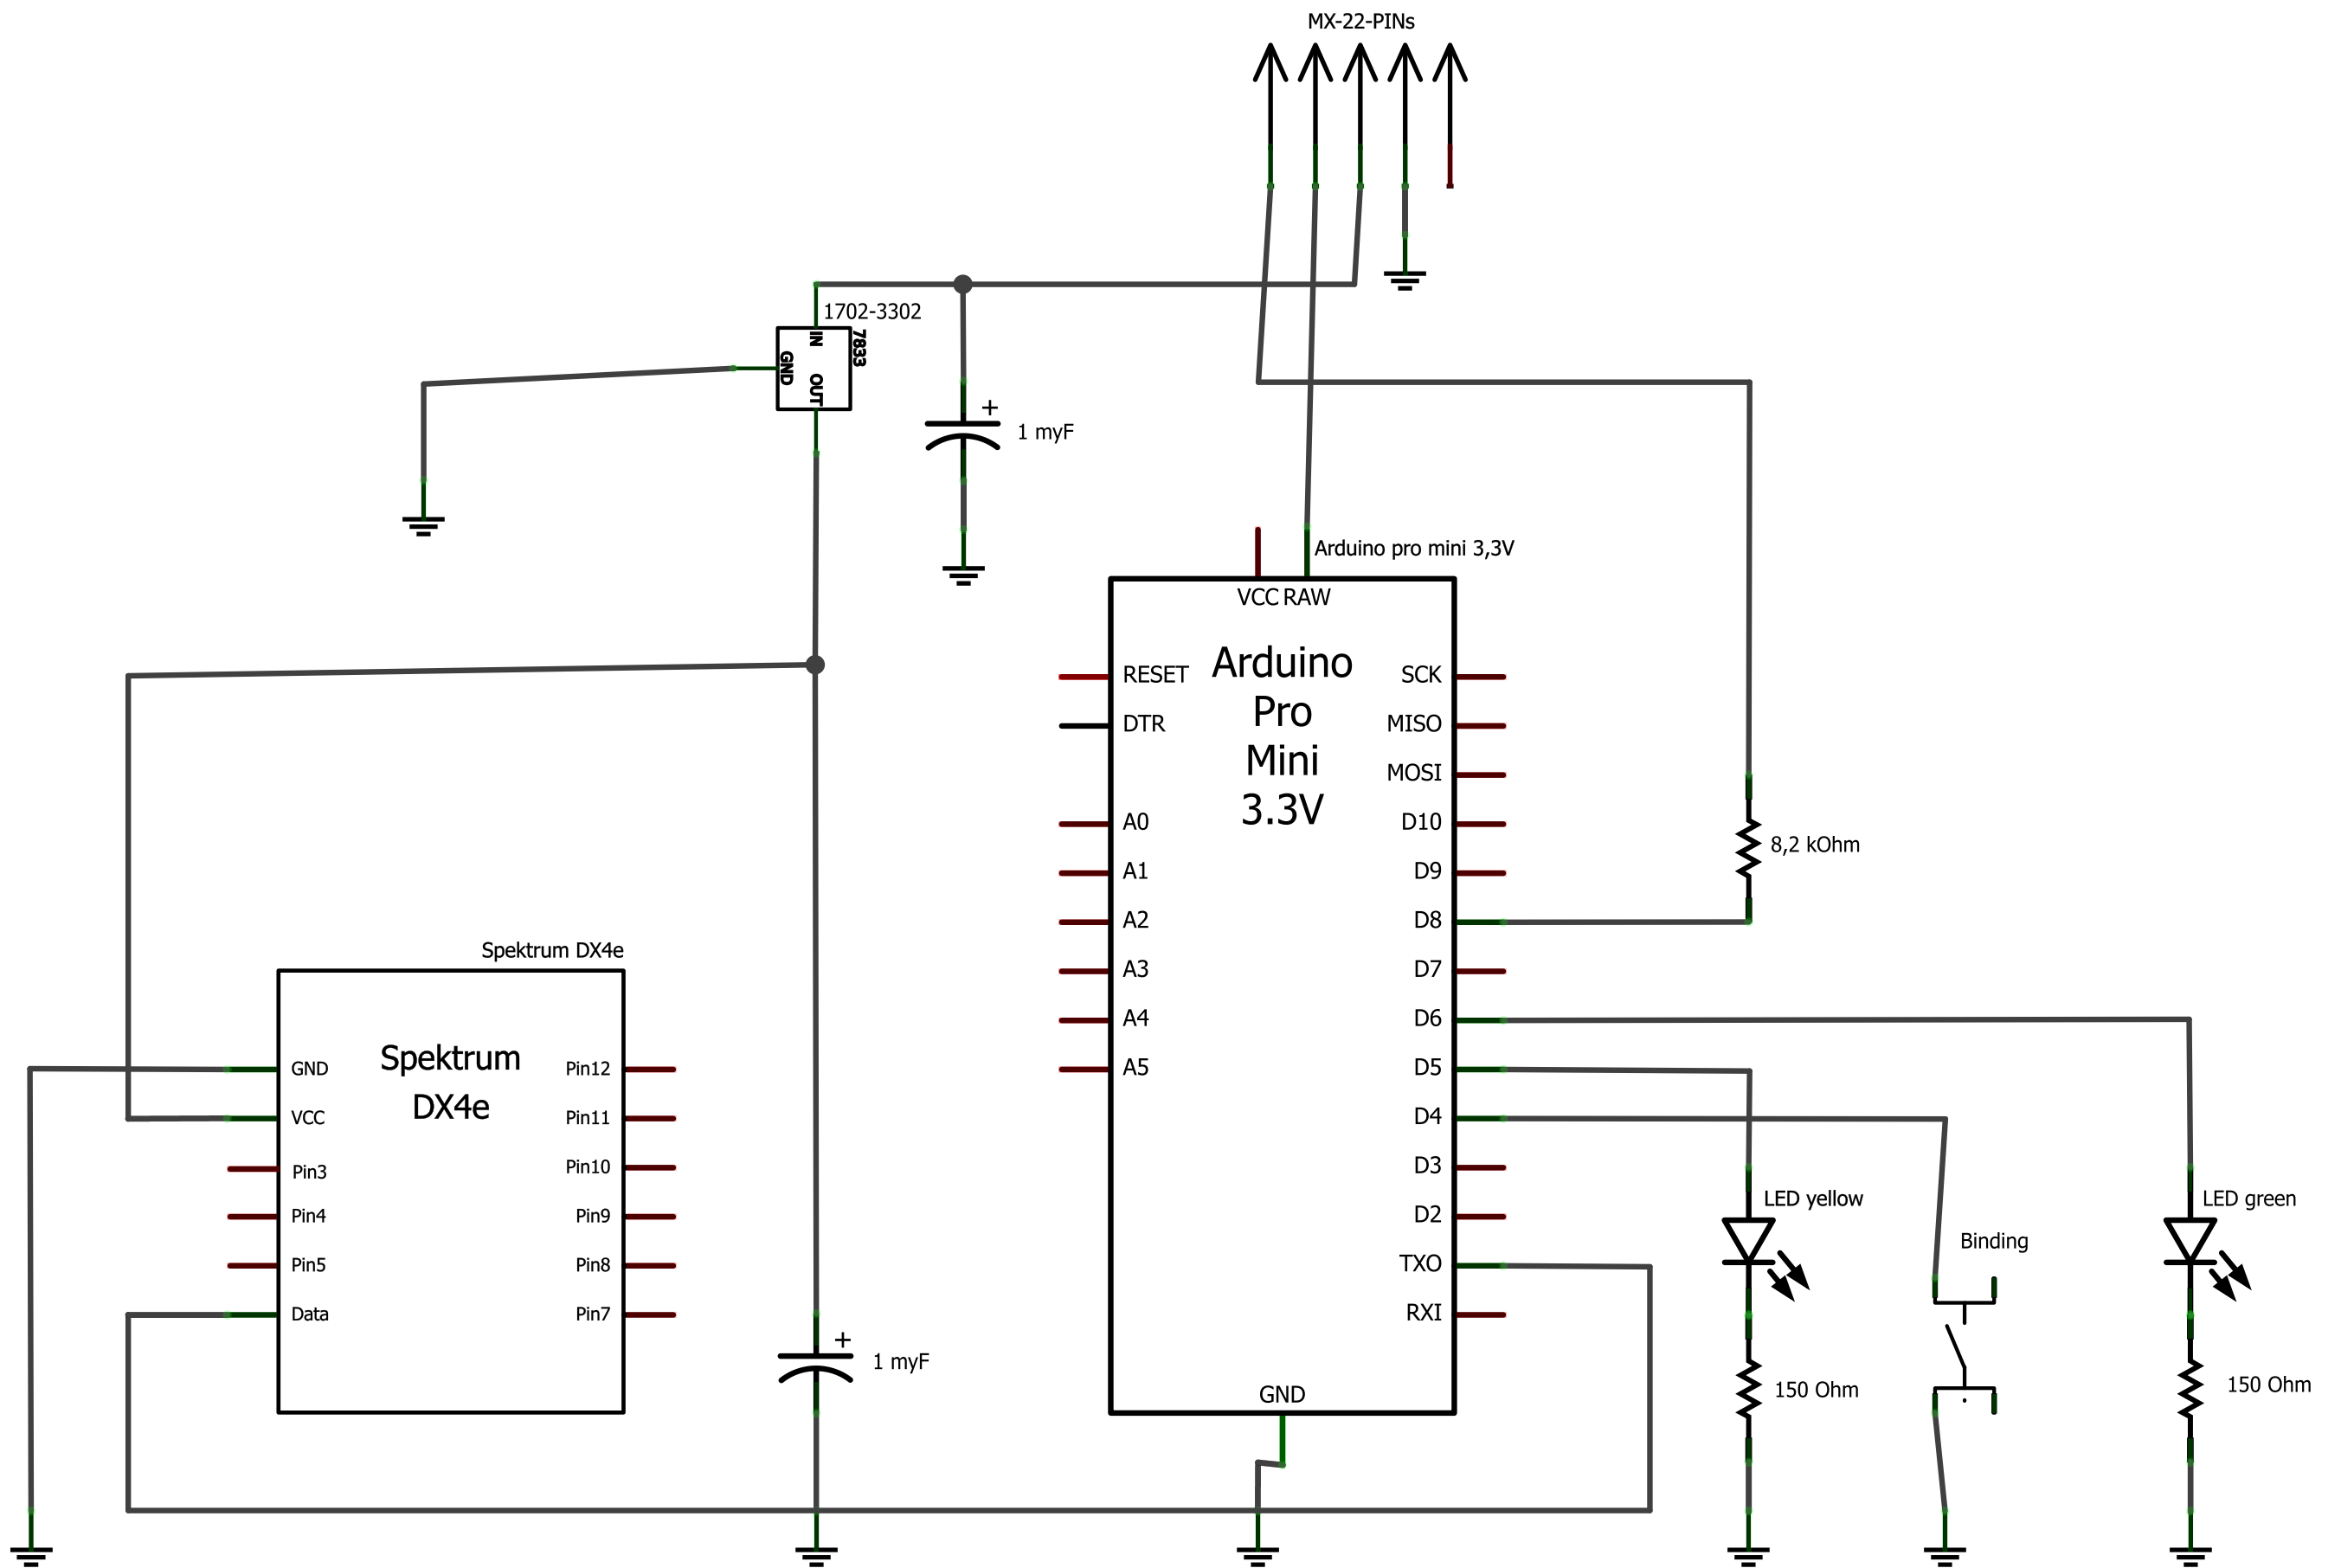 MX-22-PINs
1702-3302
IN
GND
OUT
7833
+
1 myF
Arduino pro mini 3,3V
VCC RAW
Arduino
Pro
Mini
3.3V
RESET
DTR
A0
A1
A2
A3
A4
A5
SCK
MISO
MOSI
D10
D9
D8
D7
D6
D5
D4
D3
D2
TXO
RXI
GND
8,2 kOhm
Spektrum DX4e
Spektrum
DX4e
GND
VCC
Pin3
Pin4
Pin5
Data
Pin12
Pin11
Pin10
Pin9
Pin8
Pin7
+
1 myF
LED yellow
150 Ohm
Binding
LED green
150 Ohm